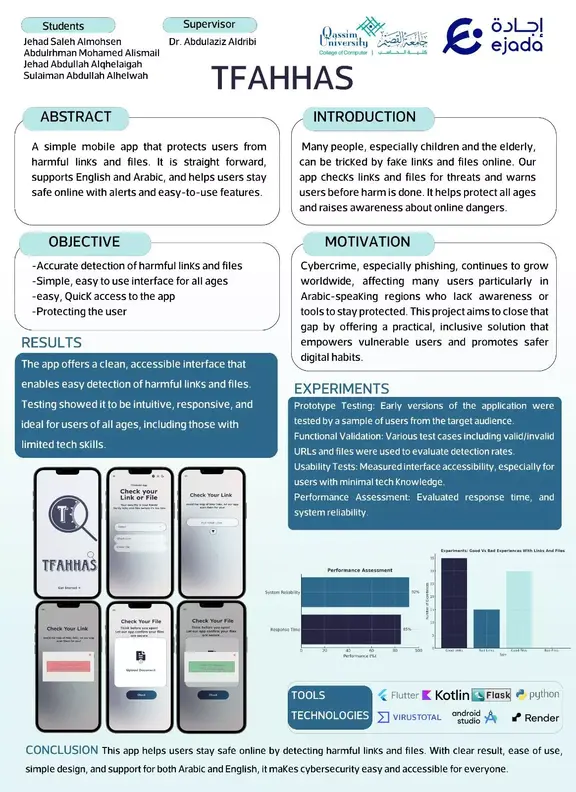 Students
Jehad Saleh Almohsen
Abdulrhman Mohamed Alismail
Jehad Abdullah Alqhelaigah
Sulaiman Abdullah Alhelwah
Supervisor
Dr. Abdulaziz Aldribi
Qassim
University
College of Computer
جامعة القصيم
كلية الحاسب
إجادة
ejada
TFAHHAS
ABSTRACT
A simple mobile app that protects users from
harmful links and files. It is straight forward,
supports English and Arabic, and helps users stay
safe online with alerts and easy-to-use features.
INTRODUCTION
Many people, especially children and the elderly,
can be tricked by fake links and files online. Our
app checks links and files for threats and warns
users before harm is done. It helps protect all ages
and raises awareness about online dangers.
OBJECTIVE
-Accurate detection of harmful links and files
-Simple, easy to use interface for all ages
-easy, Quick access to the app
-Protecting the user
MOTIVATION
Cybercrime, especially phishing, continues to grow
worldwide, affecting many users particularly in
Arabic-speaking regions who lack awareness or
tools to stay protected. This project aims to close that
gap by offering a practical, inclusive solution that
empowers vulnerable users and promotes safer
digital habits.
RESULTS
The app offers a clean, accessible interface that
enables easy detection of harmful links and files.
Testing showed it to be intuitive, responsive, and
ideal for users of all ages, including those with
limited tech skills.
EXPERIMENTS
Prototype Testing: Early versions of the application were
tested by a sample of users from the target audience.
Functional Validation: Various test cases including valid/invalid
URLs and files were used to evaluate detection rates.
Usability Tests: Measured interface accessibility, especially for
users with minimal tech knowledge.
Performance Assessment: Evaluated response time, and
system reliability.
TFAHHAS
Check your
Link or File
Check Your Link
Check Your Link
Check Your File
Check Your File
Performance Assessment
System Reliability
Response Time
0 20 40 60 80 100
Performance (%)
Experiments: Good Vs Bad Experiences With Links And Files
TOOLS
TECHNOLOGIES
Flutter
Kotlin
Flask
python
VIRUSTOTAL
android
studio
Render
CONCLUSION This app helps users stay safe online by detecting harmful links and files. With clear result, ease of use,
simple design, and support for both Arabic and English, it makes cybersecurity easy and accessible for everyone.